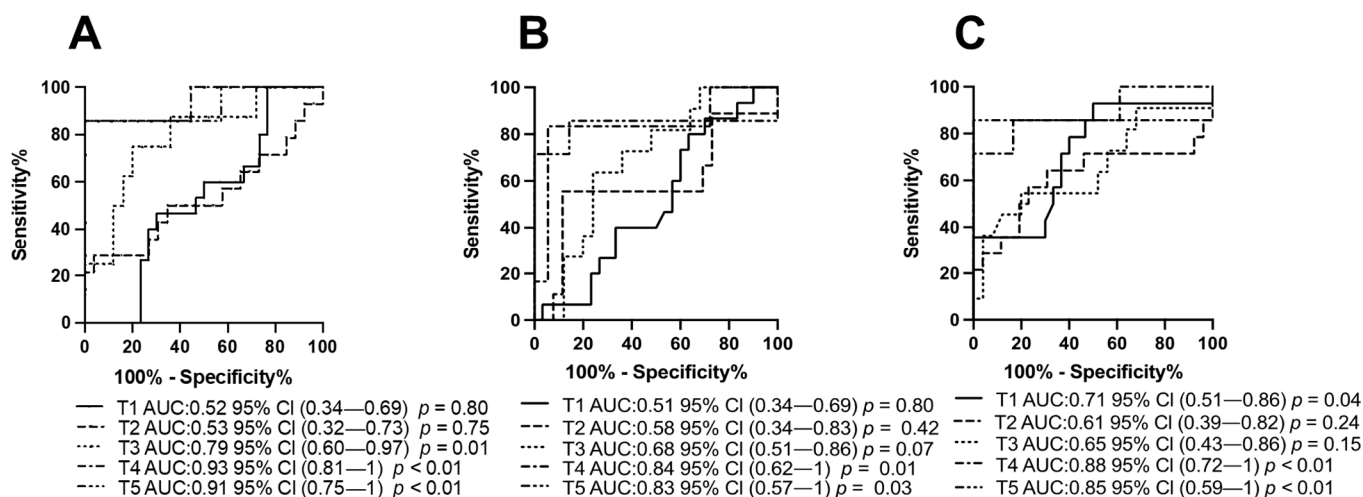 A
B
C
100
80
60
40
20
0
Sensitivity%
0 20 40 60 80 100
100% - Specificity%
T1 AUC:0.52 95% CI (0.34—0.69) p = 0.80
T2 AUC:0.53 95% CI (0.32—0.73) p = 0.75
T3 AUC:0.79 95% CI (0.60—0.97) p = 0.01
T4 AUC:0.93 95% CI (0.81—1) p < 0.01
T5 AUC:0.91 95% CI (0.75—1) p < 0.01
100
80
60
40
20
0
Sensitivity%
0 20 40 60 80 100
100% - Specificity%
T1 AUC:0.51 95% CI (0.34—0.69) p = 0.80
T2 AUC:0.58 95% CI (0.34—0.83) p = 0.42
T3 AUC:0.68 95% CI (0.51—0.86) p = 0.07
T4 AUC:0.84 95% CI (0.62—1) p = 0.01
T5 AUC:0.83 95% CI (0.57—1) p = 0.03
100
80
60
40
20
0
Sensitivity%
0 20 40 60 80 100
100% - Specificity%
T1 AUC:0.71 95% CI (0.51—0.86) p = 0.04
T2 AUC:0.61 95% CI (0.39—0.82) p = 0.24
T3 AUC:0.65 95% CI (0.43—0.86) p = 0.15
T4 AUC:0.88 95% CI (0.72—1) p < 0.01
T5 AUC:0.85 95% CI (0.59—1) p < 0.01